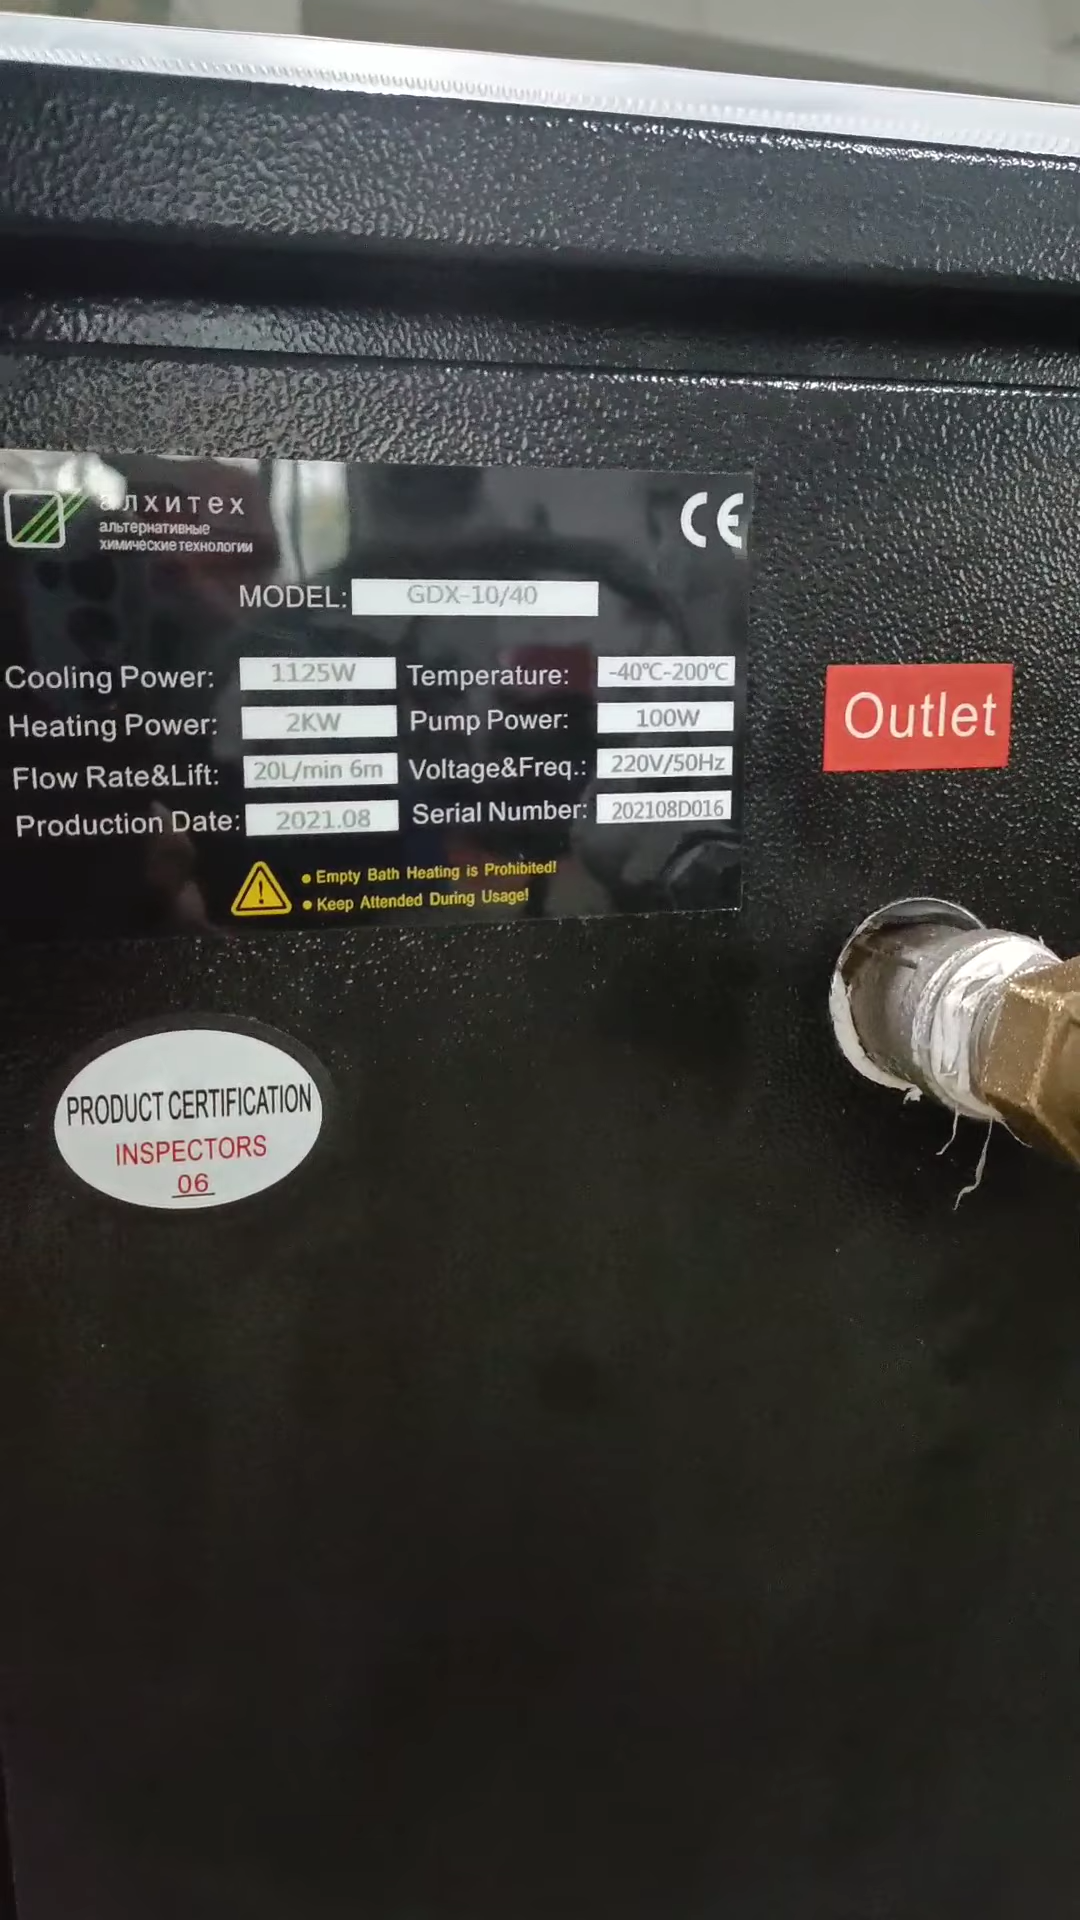 алхитех
альтернативные
химические технологии
CE
MODEL: GDX-10/40
Cooling Power: 1125W Temperature: -40℃-200℃
Heating Power: 2KW Pump Power: 100W
Flow Rate&Lift: 20L/min 6m Voltage&Freq.: 220V/50Hz
Production Date: 2021.08 Serial Number: 202108D016
● Empty Bath Heating is Prohibited!
● Keep Attended During Usage!
Outlet
PRODUCT CERTIFICATION
INSPECTORS
06